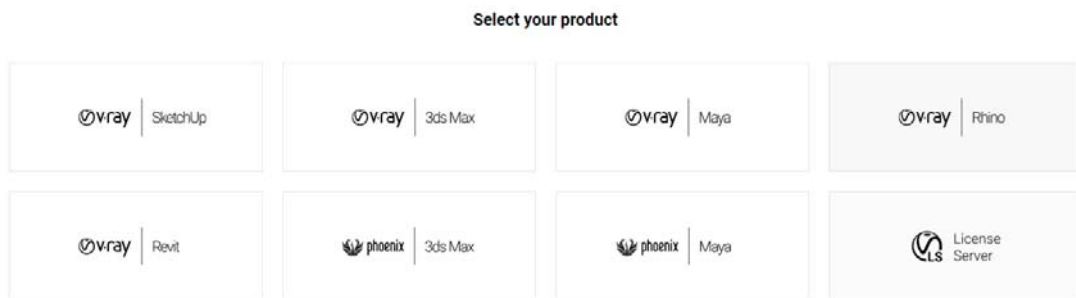 Select your product
v·ray | SketchUp
v·ray | 3ds Max
v·ray | Maya
v·ray | Rhino
v·ray | Revit
phoenix | 3ds Max
phoenix | Maya
LS License
Server